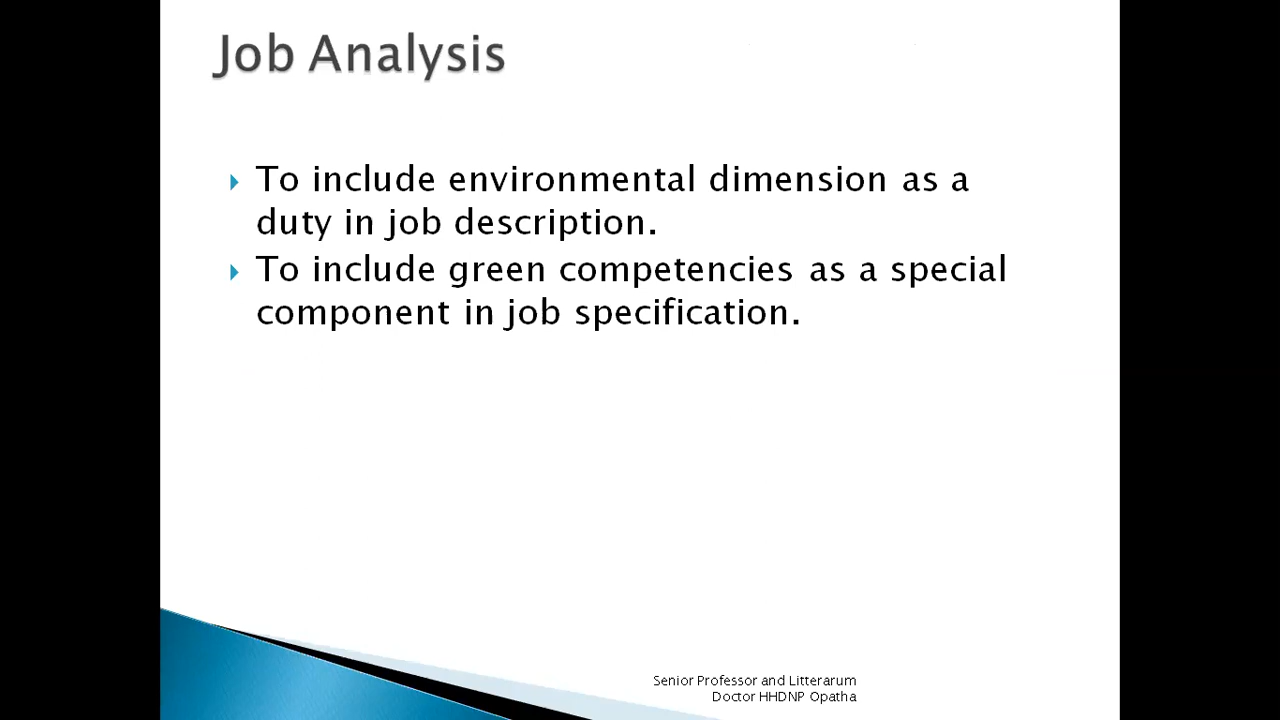 Job Analysis
To include environmental dimension as a
duty in job description.
To include green competencies as a special
component in job specification.
Senior Professor and Litterarum
Doctor HHDNP Opatha